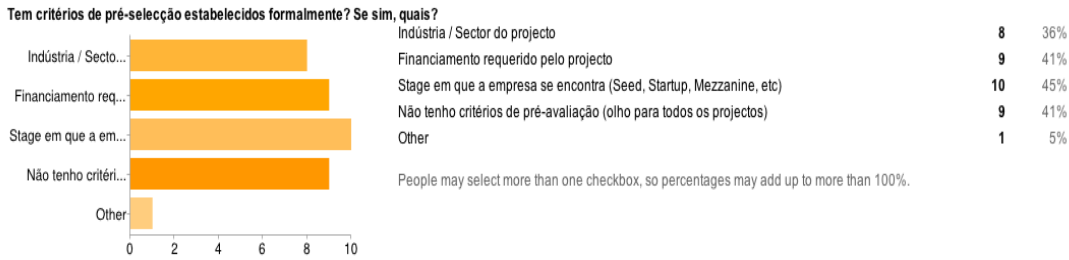 Tem critérios de pré-selecção estabelecidos formalmente? Se sim, quais?
Indústria / Secto...
Financiamento req...
Stage em que a em...
Não tenho critéri...
Other
0 2 4 6 8 10
Indústria / Sector do projecto 8 36%
Financiamento requerido pelo projecto 9 41%
Stage em que a empresa se encontra (Seed, Startup, Mezzanine, etc) 10 45%
Não tenho critérios de pré-avaliação (olho para todos os projectos) 9 41%
Other 1 5%
People may select more than one checkbox, so percentages may add up to more than 100%.